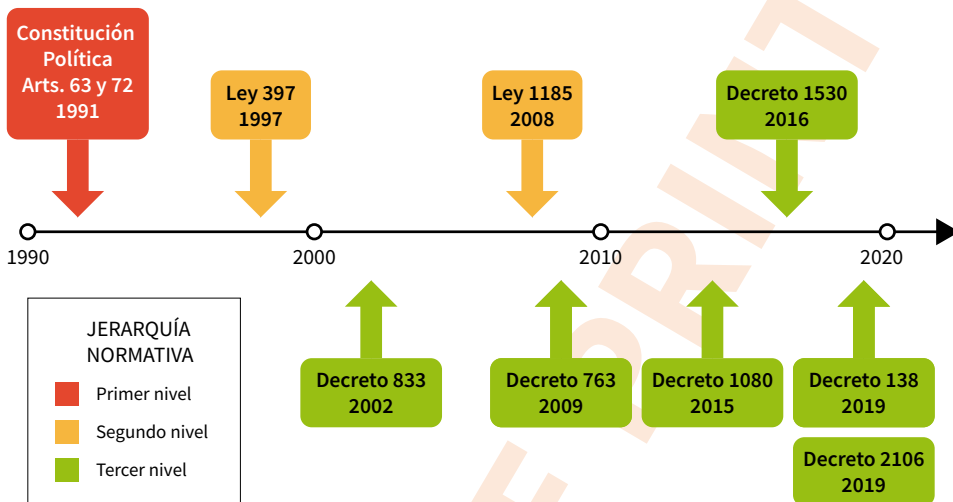 Constitución
Política
Arts. 63 y 72
1991
Ley 397
1997
Ley 1185
2008
Decreto 1530
2016
1990
2000
2010
2020
JERARQUÍA
NORMATIVA
Primer nivel
Segundo nivel
Tercer nivel
Decreto 833
2002
Decreto 763
2009
Decreto 1080
2015
Decreto 138
2019
Decreto 2106
2019
E PRINT